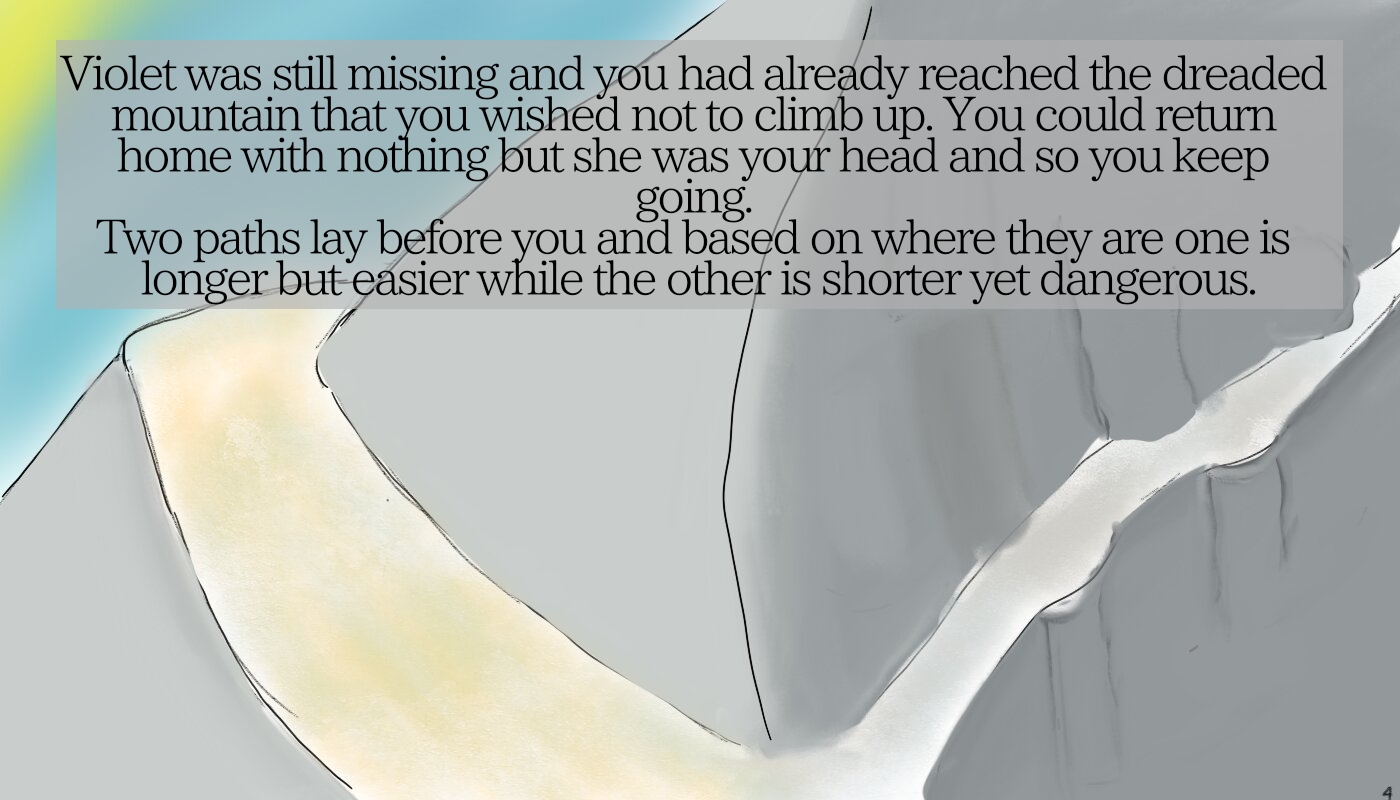 Violet was still missing and you had already reached the dreaded
mountain that you wished not to climb up. You could return
home with nothing but she was your head and so you keep
going.
Two paths lay before you and based on where they are one is
longer but easier while the other is shorter yet dangerous.
4